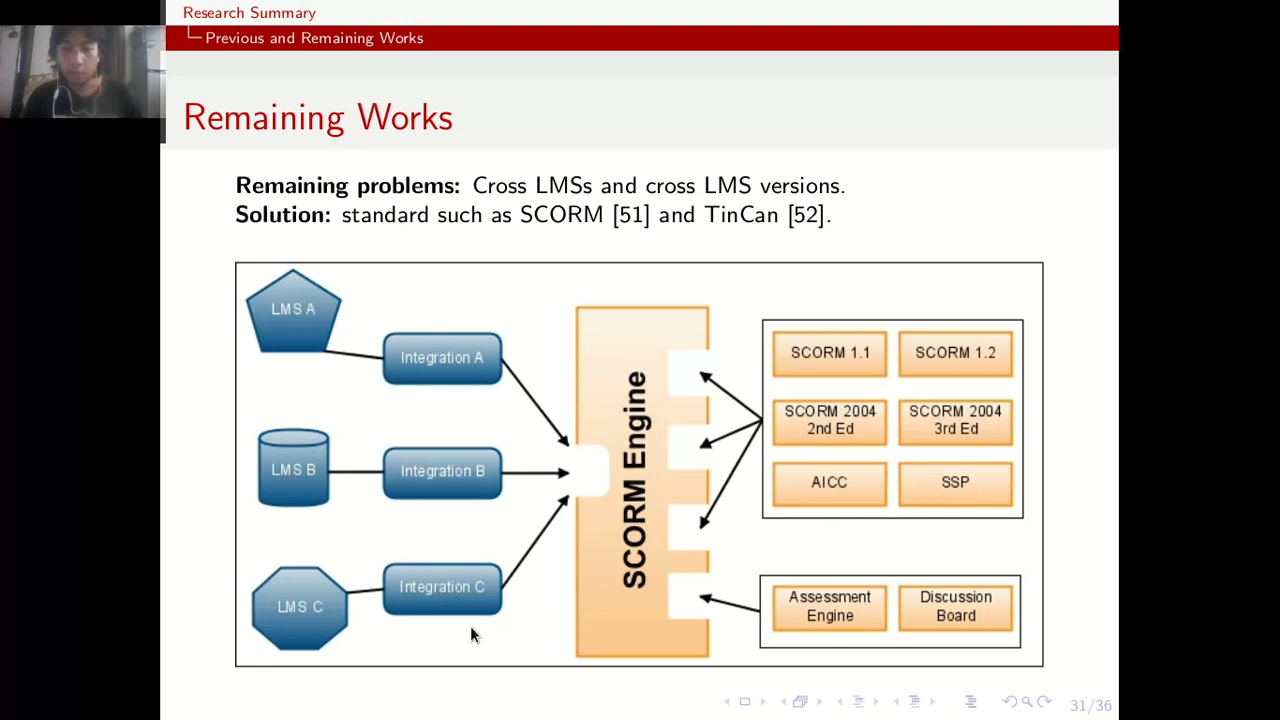 Research Summary
Previous and Remaining Works
Remaining Works
Remaining problems: Cross LMSs and cross LMS versions.
Solution: standard such as SCORM [51] and TinCan [52].
LMS A
Integration A
LMS B
Integration B
LMS C
Integration C
SCORM Engine
SCORM 1.1
SCORM 1.2
SCORM 2004
2nd Ed
SCORM 2004
3rd Ed
AICC
SSP
Assessment
Engine
Discussion
Board
31/36